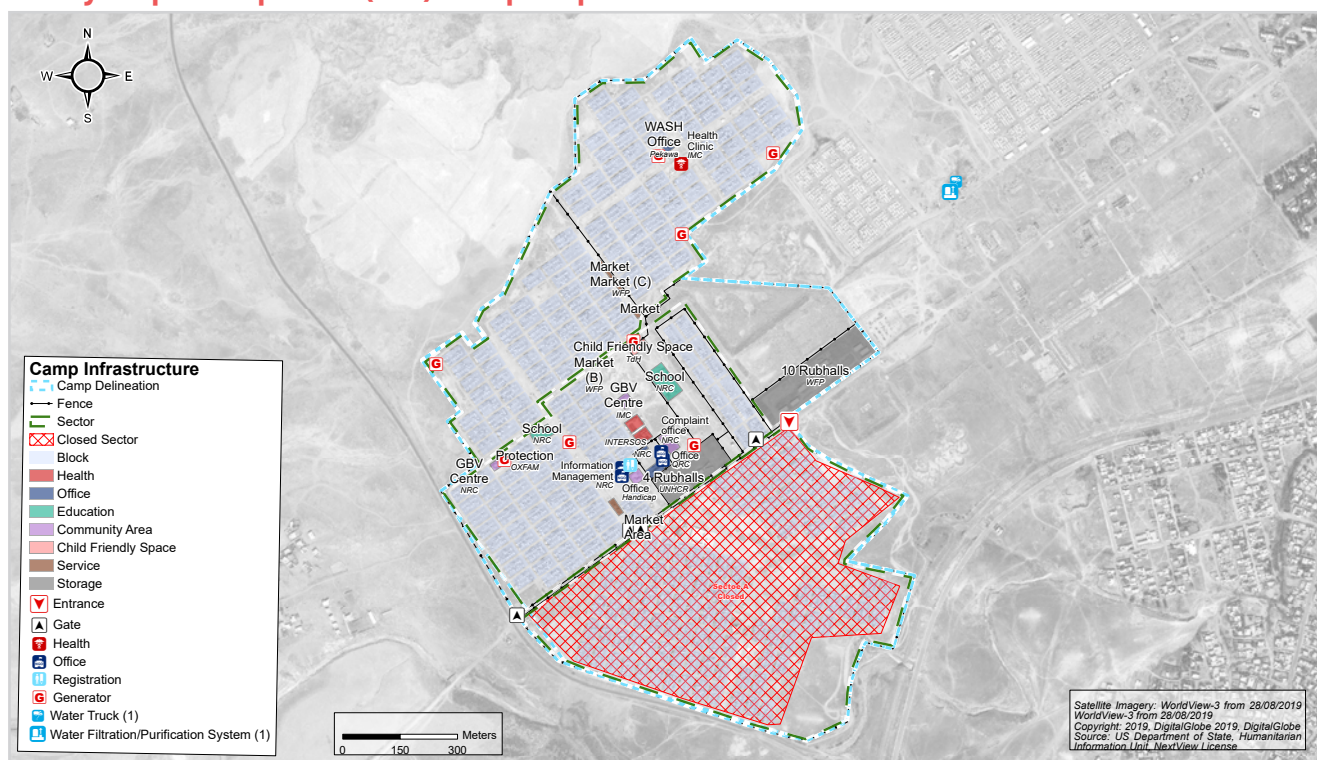 N
W
E
S
WASH
Office
Pekawa
Health
Clinic
IMC
G
G
Market
Market (C)
WFP
Market
G
Child Friendly Space
TdH
G
Market
(B)
WFP
School
NRC
10 Rubhalls
WFP
GBV
Centre
IMC
Complaint
office
NRC
School
NRC
G
INTERSOS
NRC
G
Office
QRC
Protection
OXFAM
GBV
Centre
NRC
Information
Management
NRC
4 Rubhalls
UNHCR
Office
Handicap
Market
Area
Sector A
Closed
Camp Infrastructure
Camp Delineation
Fence
Sector
Closed Sector
Block
Health
Office
Education
Community Area
Child Friendly Space
Service
Storage
Entrance
Gate
Health
Office
Registration
G Generator
Water Truck (1)
Water Filtration/Purification System (1)
Meters
0 150 300
Satellite Imagery: WorldView-3 from 28/08/2019
WorldView-3 from 28/08/2019
Copyright: 2019, DigitalGlobe 2019, DigitalGlobe
Source: US Department of State, Humanitarian
Information Unit, NextView License